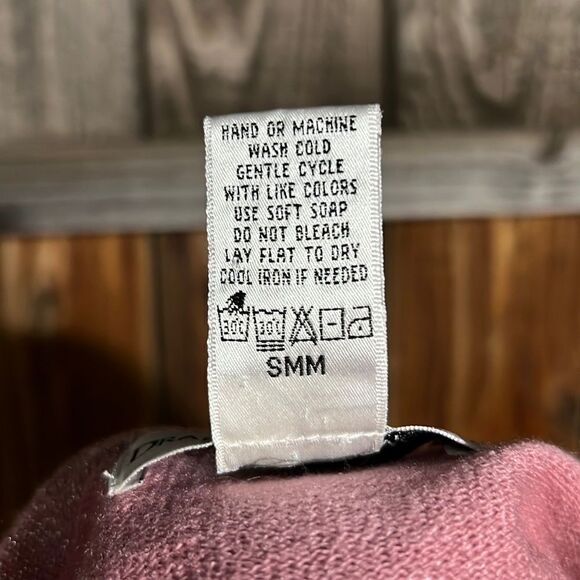 HAND OR MACHINE
WASH COLD
GENTLE CYCLE
WITH LIKE COLORS
USE SOFT SOAP
DO NOT BLEACH
LAY FLAT TO DRY
COOL IRON IF NEEDED
30C 30C
SMM